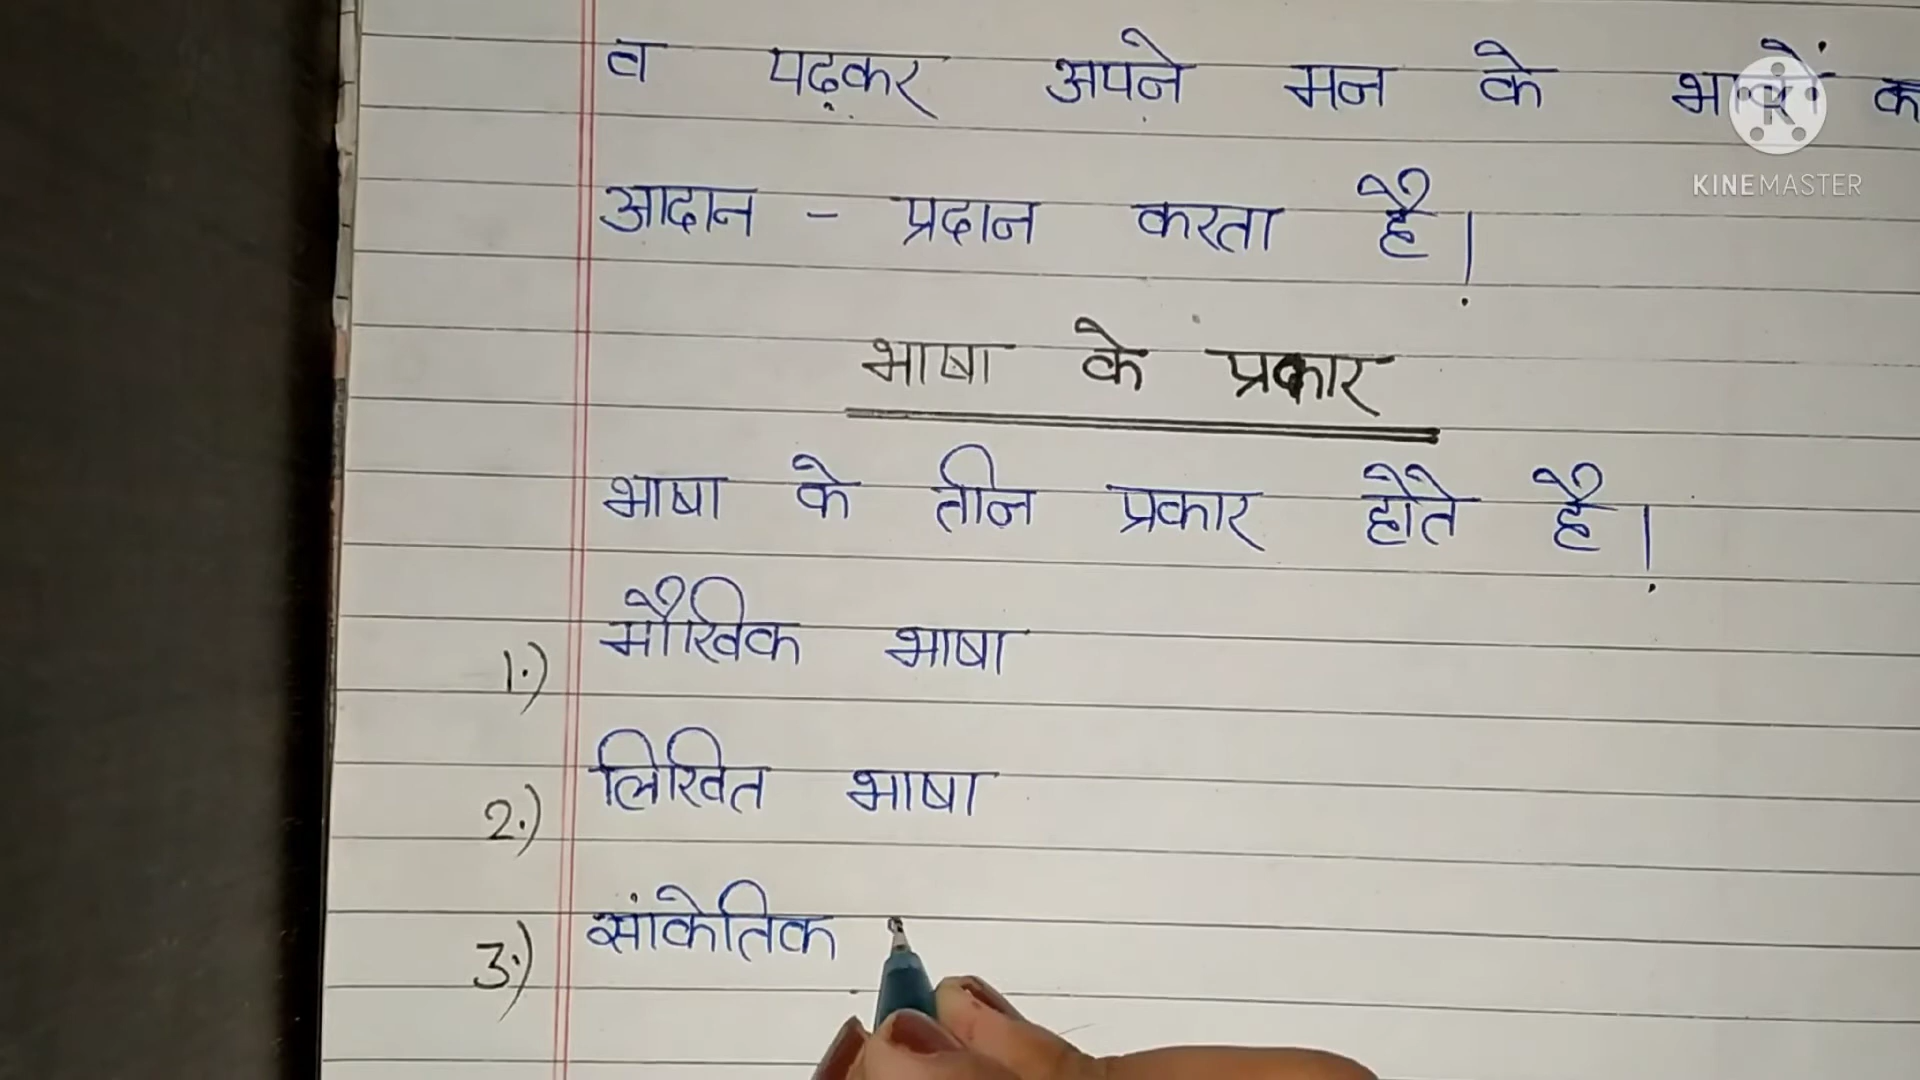 व पढ़कर अपने मन के भावों क
आदान - प्रदान करता है।
भाषा के प्रकार
भाषा के तीन प्रकार होते है।
1.) मौखिक भाषा
2.) लिखित भाषा
3.) सांकेतिक
KINEMASTER